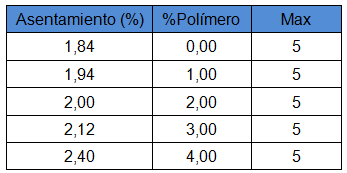 Asentamiento (%) %Polímero Max
1,84 0,00 5
1,94 1,00 5
2,00 2,00 5
2,12 3,00 5
2,40 4,00 5